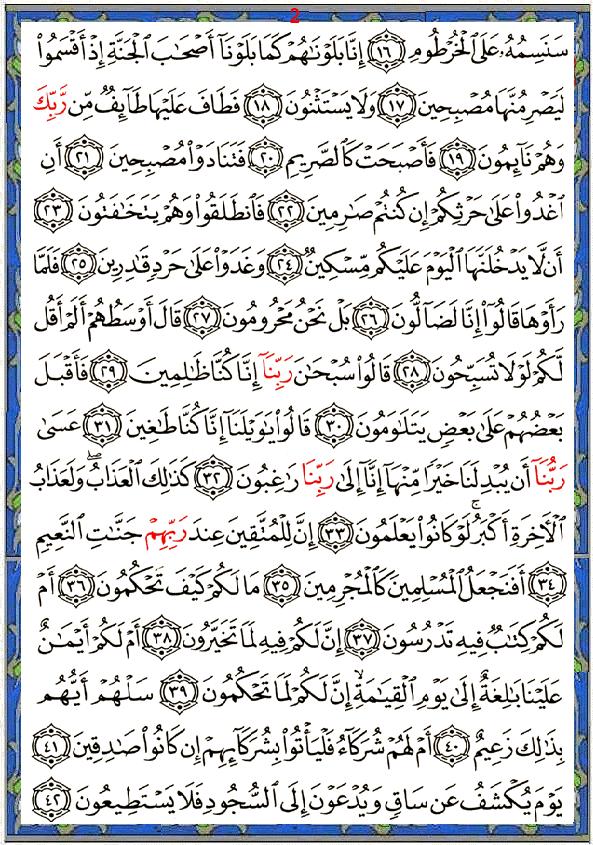 2
سَنَسِمُهُۥ عَلَى ٱلْخُرْطُومِ ١٦ إِنَّا بَلَوْنَٰهُمْ كَمَا بَلَوْنَآ أَصْحَٰبَ ٱلْجَنَّةِ إِذْ أَقْسَمُوا۟
لَيَصْرِمُنَّهَا مُصْبِحِينَ ١٧ وَلَا يَسْتَثْنُونَ ١٨ فَطَافَ عَلَيْهَا طَآئِفٌ مِّن رَّبِّكَ
وَهُمْ نَآئِمُونَ ١٩ فَأَصْبَحَتْ كَٱلصَّرِيمِ ٢٠ فَتَنَادَوْا۟ مُصْبِحِينَ ٢١ أَنِ
ٱغْدُوا۟ عَلَىٰ حَرْثِكُمْ إِن كُنتُمْ صَٰرِمِينَ ٢٢ فَٱنطَلَقُوا۟ وَهُمْ يَتَخَٰفَتُونَ ٢٣
أَن لَّا يَدْخُلَنَّهَا ٱلْيَوْمَ عَلَيْكُم مِّسْكِينٌ ٢٤ وَغَدَوْا۟ عَلَىٰ حَرْدٍ قَٰدِرِينَ ٢٥ فَلَمَّا
رَأَوْهَا قَالُوٓا۟ إِنَّا لَضَآلُّونَ ٢٦ بَلْ نَحْنُ مَحْرُومُونَ ٢٧ قَالَ أَوْسَطُهُمْ أَلَمْ أَقُل
لَّكُمْ لَوْلَا تُسَبِّحُونَ ٢٨ قَالُوا۟ سُبْحَٰنَ رَبِّنَآ إِنَّا كُنَّا ظَٰلِمِينَ ٢٩ فَأَقْبَلَ
بَعْضُهُمْ عَلَىٰ بَعْضٍ يَتَلَٰوَمُونَ ٣٠ قَالُوا۟ يَٰوَيْلَنَآ إِنَّا كُنَّا طَٰغِينَ ٣١ عَسَىٰ
رَبُّنَآ أَن يُبْدِلَنَا خَيْرًا مِّنْهَآ إِنَّآ إِلَىٰ رَبِّنَا رَٰغِبُونَ ٣٢ كَذَٰلِكَ ٱلْعَذَابُ ۖ وَلَعَذَابُ
ٱلْءَاخِرَةِ أَكْبَرُ ۚ لَوْ كَانُوا۟ يَعْلَمُونَ ٣٣ إِنَّ لِلْمُتَّقِينَ عِندَ رَبِّهِمْ جَنَّٰتِ ٱلنَّعِيمِ
٣٤ أَفَنَجْعَلُ ٱلْمُسْلِمِينَ كَٱلْمُجْرِمِينَ ٣٥ مَا لَكُمْ كَيْفَ تَحْكُمُونَ ٣٦ أَمْ
لَكُمْ كِتَٰبٌ فِيهِ تَدْرُسُونَ ٣٧ إِنَّ لَكُمْ فِيهِ لَمَا تَخَيَّرُونَ ٣٨ أَمْ لَكُمْ أَيْمَٰنٌ
عَلَيْنَا بَٰلِغَةٌ إِلَىٰ يَوْمِ ٱلْقِيَٰمَةِ ۙ إِنَّ لَكُمْ لَمَا تَحْكُمُونَ ٣٩ سَلْهُمْ أَيُّهُم
بِذَٰلِكَ زَعِيمٌ ٤٠ أَمْ لَهُمْ شُرَكَآءُ فَلْيَأْتُوا۟ بِشُرَكَآئِهِمْ إِن كَانُوا۟ صَٰدِقِينَ ٤١
يَوْمَ يُكْشَفُ عَن سَاقٍ وَيُدْعَوْنَ إِلَى ٱلسُّجُودِ فَلَا يَسْتَطِيعُونَ ٤٢